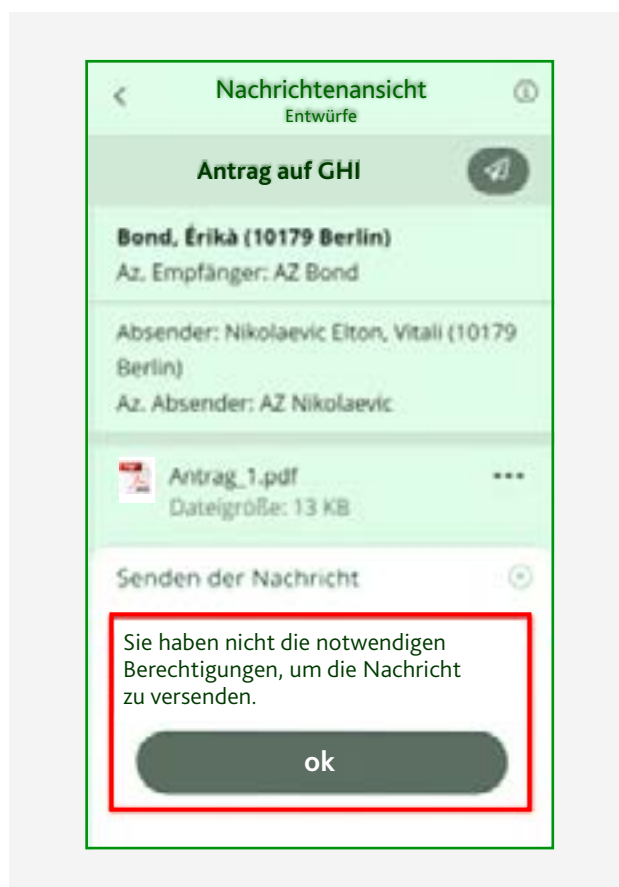 Nachrichtenansicht
Entwürfe
Antrag auf GHI
Bond, Érikà (10179 Berlin)
Az. Empfänger: AZ Bond
Absender: Nikolaevic Elton, Vitali (10179
Berlin)
Az. Absender: AZ Nikolaevic
Antrag_1.pdf
Dateigröße: 13 KB
Senden der Nachricht
Sie haben nicht die notwendigen
Berechtigungen, um die Nachricht
zu versenden.
ok